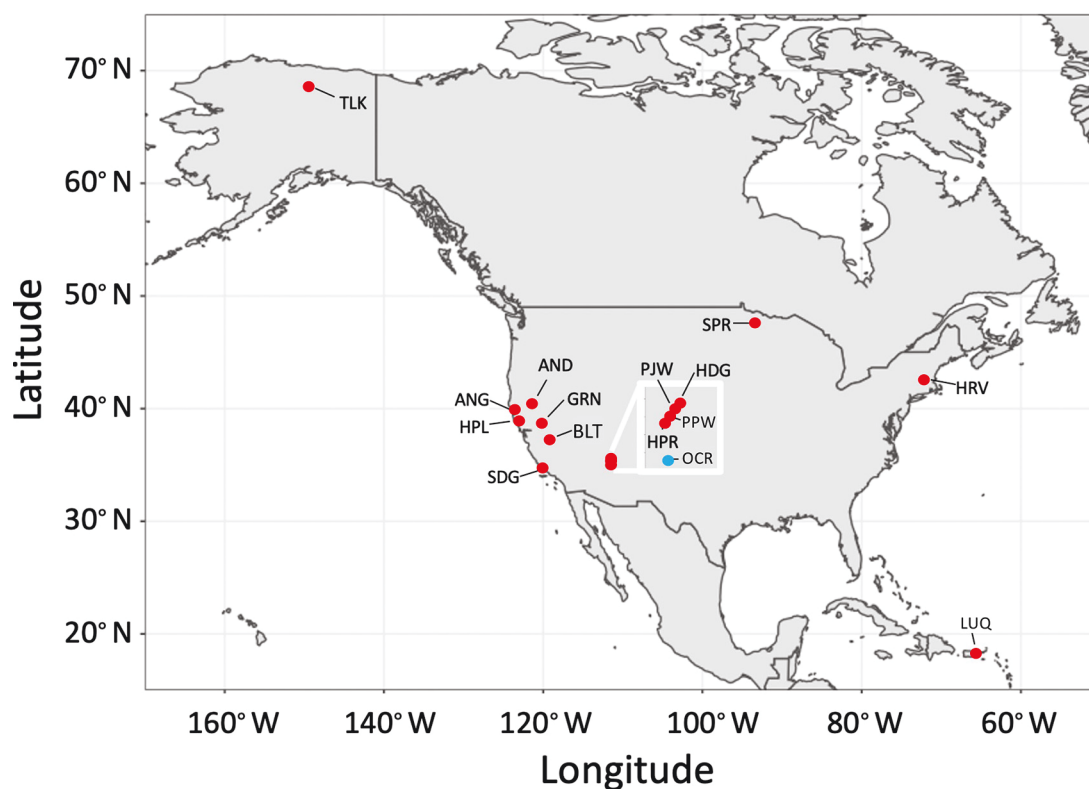 70° N
TLK
60° N
50° N
SPR
AND
PJW
HDG
ANG
GRN
HRV
40° N
HPL
BLT
PPW
HPR
OCR
SDG
30° N
LUQ
20° N
160° W
140° W
120° W
100° W
80° W
60° W
Latitude
Longitude